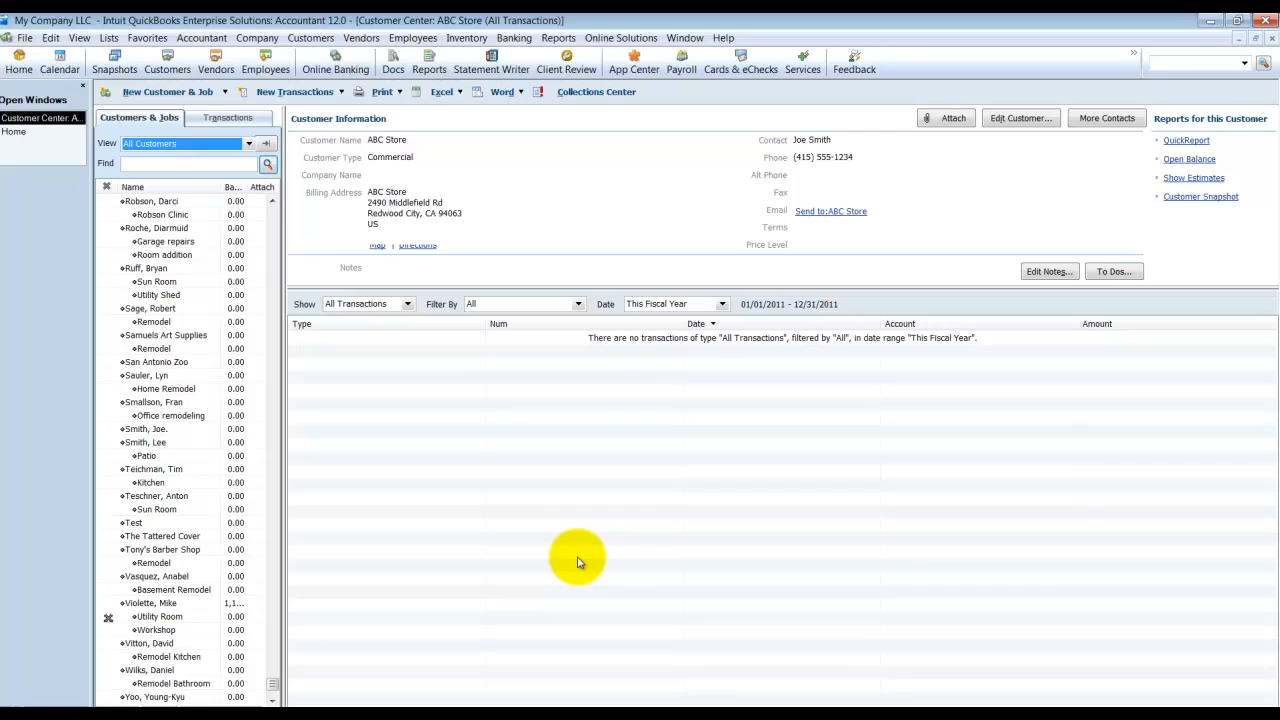 My Company LLC - Intuit QuickBooks Enterprise Solutions: Accountant 12.0 - [Customer Center: ABC Store (All Transactions)]
File Edit View Lists Favorites Accountant Company Customers Vendors Employees Inventory Banking Reports Online Solutions Window Help
Home Calendar Snapshots Customers Vendors Employees Online Banking Docs Reports Statement Writer Client Review App Center Payroll Cards & eChecks Services Feedback
Open Windows
Customer Center: A...
Home
New Customer & Job New Transactions Print Excel Word Collections Center
Customers & Jobs Transactions
View All Customers
Find
Name Ba... Attach
Robson, Darci 0.00
Robson Clinic 0.00
Roche, Diarmuid 0.00
Garage repairs 0.00
Room addition 0.00
Ruff, Bryan 0.00
Sun Room 0.00
Utility Shed 0.00
Sage, Robert 0.00
Remodel 0.00
Samuels Art Supplies 0.00
Remodel 0.00
San Antonio Zoo 0.00
Sauler, Lyn 0.00
Home Remodel 0.00
Smallson, Fran 0.00
Office remodeling 0.00
Smith, Joe. 0.00
Smith, Lee 0.00
Patio 0.00
Teichman, Tim 0.00
Kitchen 0.00
Teschner, Anton 0.00
Sun Room 0.00
Test 0.00
The Tattered Cover 0.00
Tony's Barber Shop 0.00
Remodel 0.00
Vasquez, Anabel 0.00
Basement Remodel 0.00
Violette, Mike 1,1...
Utility Room 0.00
Workshop 0.00
Vitton, David 0.00
Remodel Kitchen 0.00
Wilks, Daniel 0.00
Remodel Bathroom 0.00
Yoo, Young-Kyu 0.00
Customer Information Attach Edit Customer... More Contacts
Customer Name ABC Store
Customer Type Commercial
Company Name
Billing Address ABC Store
2490 Middlefield Rd
Redwood City, CA 94063
US
Map | Directions
Notes
Contact Joe Smith
Phone (415) 555-1234
Alt Phone
Fax
Email Send to:ABC Store
Terms
Price Level
Edit Notes... To Dos...
Reports for this Customer
QuickReport
Open Balance
Show Estimates
Customer Snapshot
Show All Transactions Filter By All Date This Fiscal Year 01/01/2011 - 12/31/2011
Type Num Date Account Amount
There are no transactions of type "All Transactions", filtered by "All", in date range "This Fiscal Year".